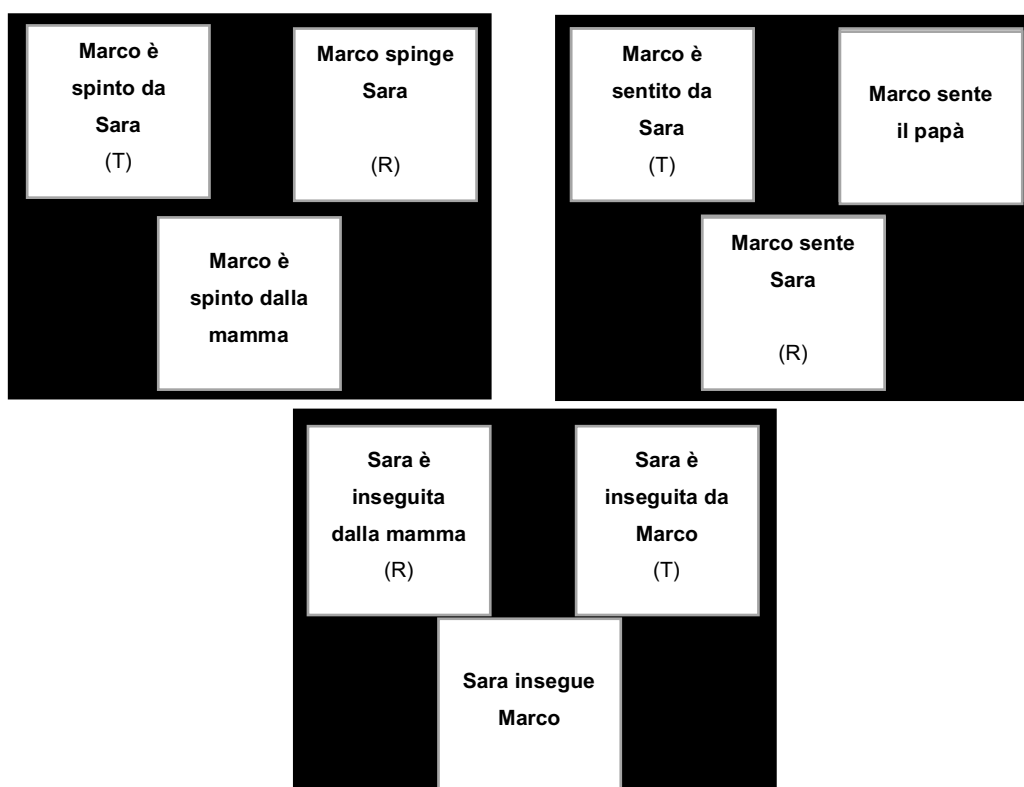 Marco è
spinto da
Sara
(T)
Marco spinge
Sara
(R)
Marco è
spinto dalla
mamma
Marco è
sentito da
Sara
(T)
Marco sente
il papà
Marco sente
Sara
(R)
Sara è
inseguita
dalla mamma
(R)
Sara è
inseguita da
Marco
(T)
Sara insegue
Marco